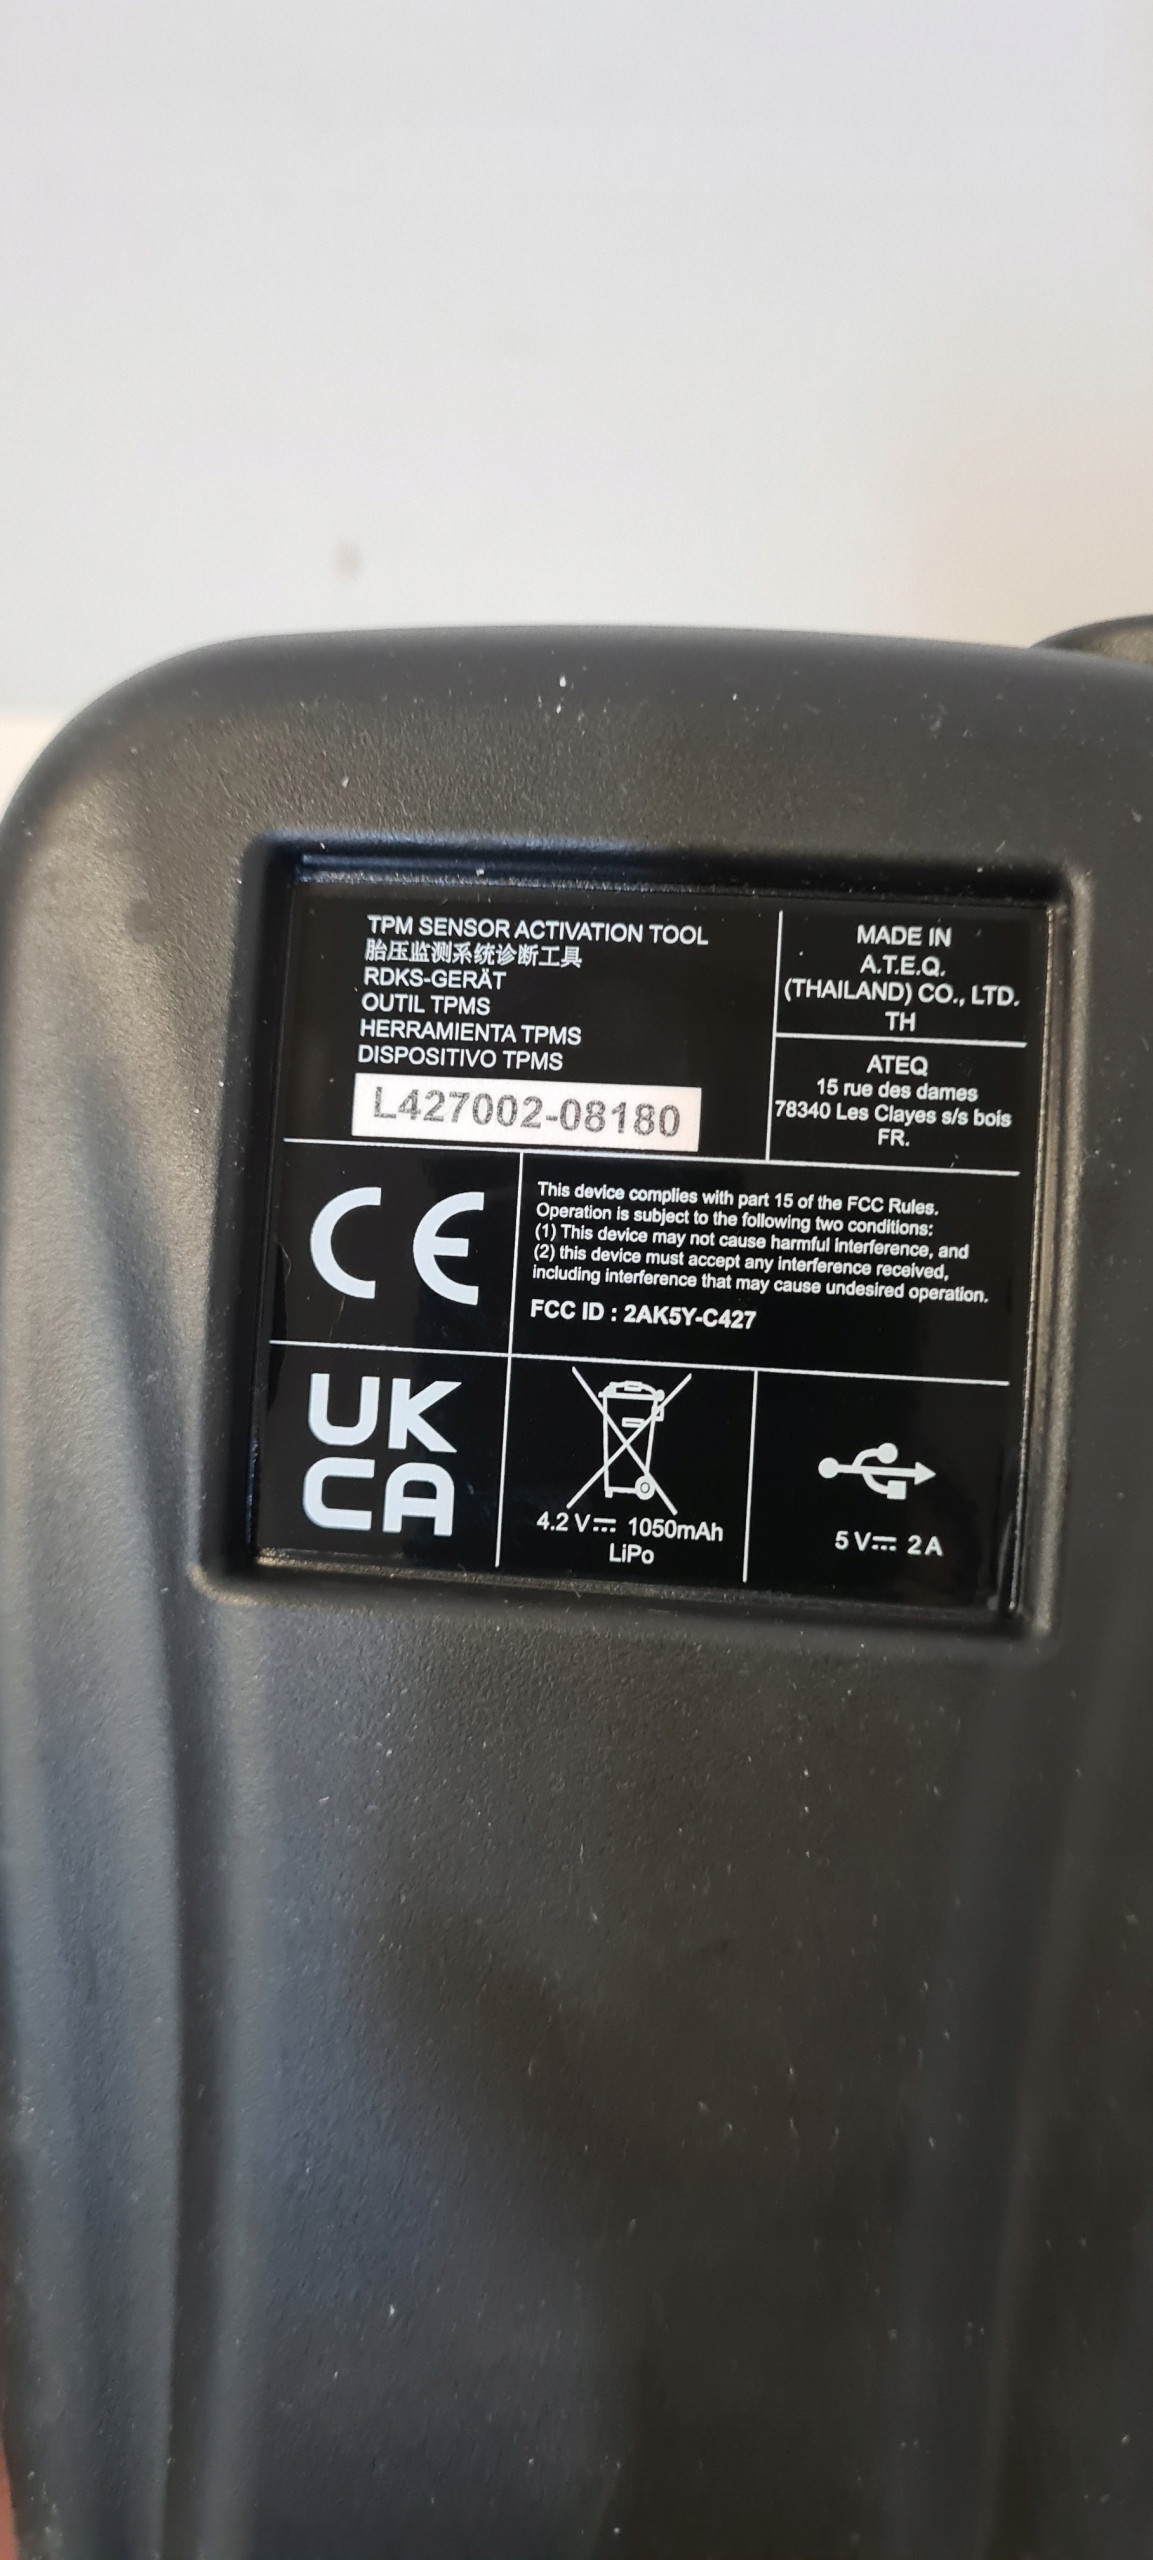 TPM SENSOR ACTIVATION TOOL
胎压监测系统诊断工具
RDKS-GERÄT
OUTIL TPMS
HERRAMIENTA TPMS
DISPOSITIVO TPMS
L427002-08180
MADE IN
A.T.E.Q.
(THAILAND) CO., LTD.
TH
ATEQ
15 rue des dames
78340 Les Clayes s/s bois
FR.
CE
This device complies with part 15 of the FCC Rules.
Operation is subject to the following two conditions:
(1) This device may not cause harmful interference, and
(2) this device must accept any interference received,
including interference that may cause undesired operation.
FCC ID : 2AK5Y-C427
UK
CA
4.2 V⎓ 1050mAh
LiPo
5 V⎓ 2 A